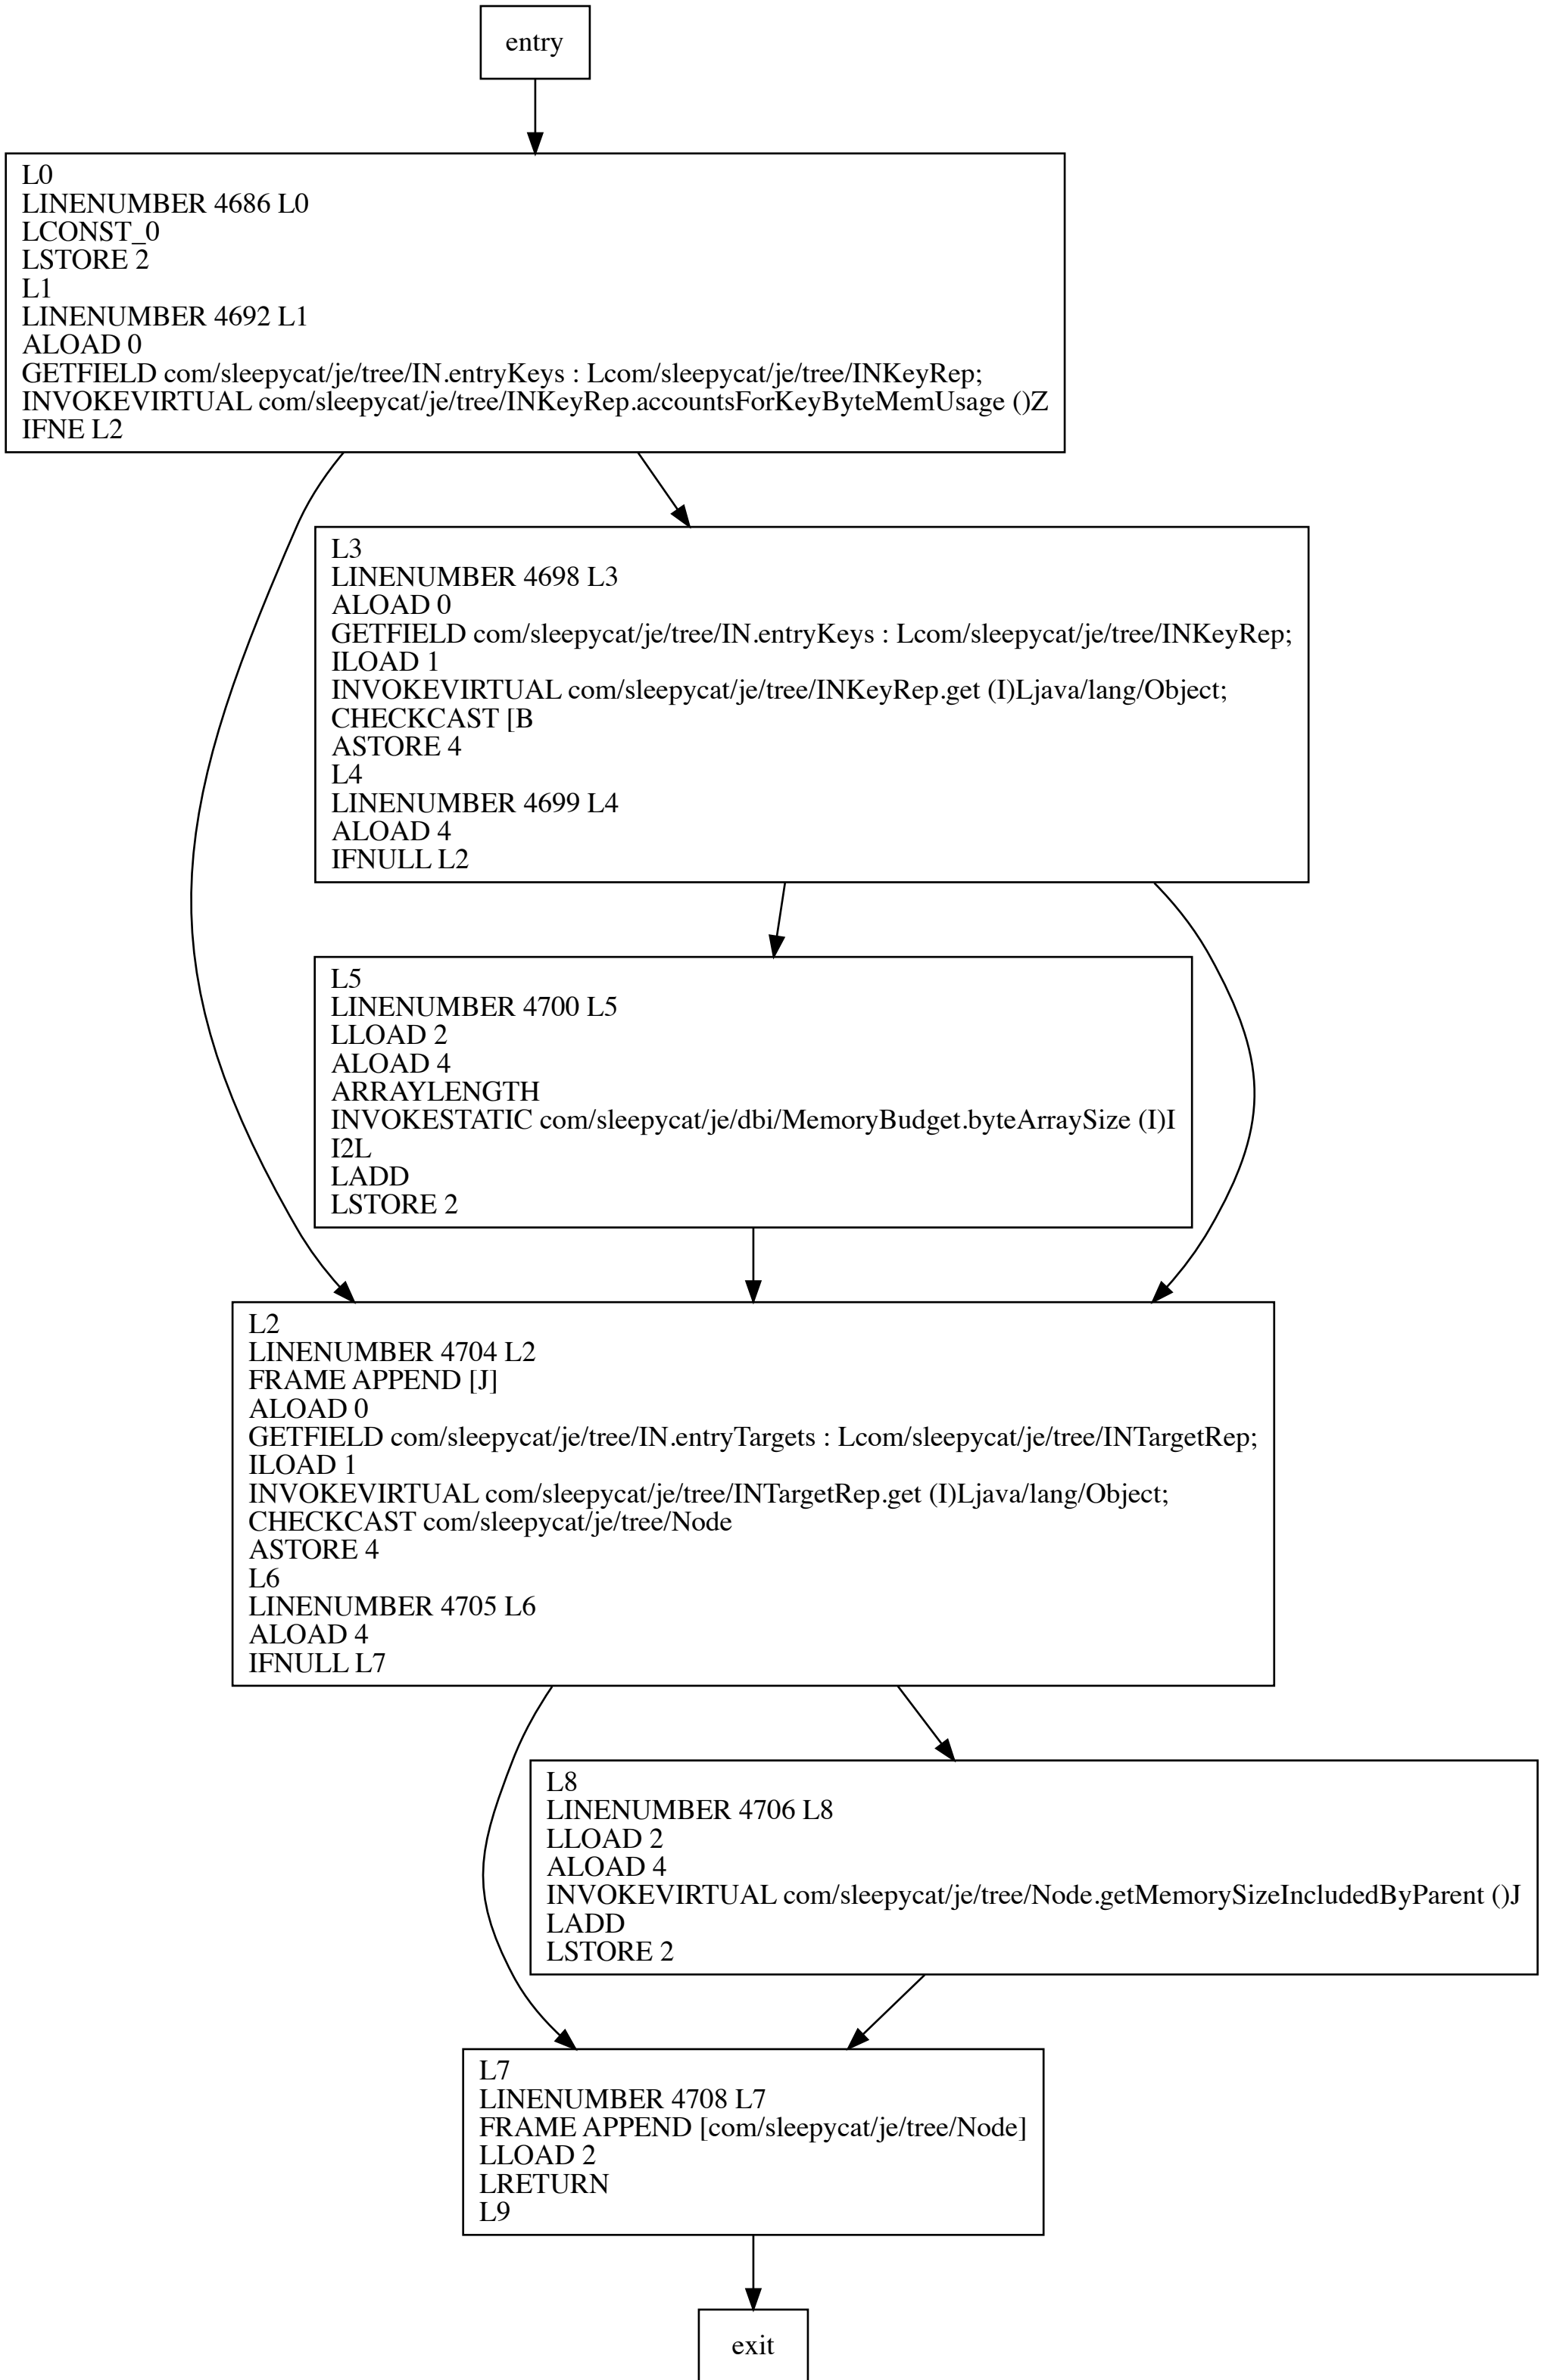 entry
L0
LINENUMBER 4686 L0
LCONST_0
LSTORE 2
L1
LINENUMBER 4692 L1
ALOAD 0
GETFIELD com/sleepycat/je/tree/IN.entryKeys : Lcom/sleepycat/je/tree/INKeyRep;
INVOKEVIRTUAL com/sleepycat/je/tree/INKeyRep.accountsForKeyByteMemUsage ()Z
IFNE L2
L3
LINENUMBER 4698 L3
ALOAD 0
GETFIELD com/sleepycat/je/tree/IN.entryKeys : Lcom/sleepycat/je/tree/INKeyRep;
ILOAD 1
INVOKEVIRTUAL com/sleepycat/je/tree/INKeyRep.get (I)Ljava/lang/Object;
CHECKCAST [B
ASTORE 4
L4
LINENUMBER 4699 L4
ALOAD 4
IFNULL L2
L5
LINENUMBER 4700 L5
LLOAD 2
ALOAD 4
ARRAYLENGTH
INVOKESTATIC com/sleepycat/je/dbi/MemoryBudget.byteArraySize (I)I
I2L
LADD
LSTORE 2
L2
LINENUMBER 4704 L2
FRAME APPEND [J]
ALOAD 0
GETFIELD com/sleepycat/je/tree/IN.entryTargets : Lcom/sleepycat/je/tree/INTargetRep;
ILOAD 1
INVOKEVIRTUAL com/sleepycat/je/tree/INTargetRep.get (I)Ljava/lang/Object;
CHECKCAST com/sleepycat/je/tree/Node
ASTORE 4
L6
LINENUMBER 4705 L6
ALOAD 4
IFNULL L7
L8
LINENUMBER 4706 L8
LLOAD 2
ALOAD 4
INVOKEVIRTUAL com/sleepycat/je/tree/Node.getMemorySizeIncludedByParent ()J
LADD
LSTORE 2
L7
LINENUMBER 4708 L7
FRAME APPEND [com/sleepycat/je/tree/Node]
LLOAD 2
LRETURN
L9
exit